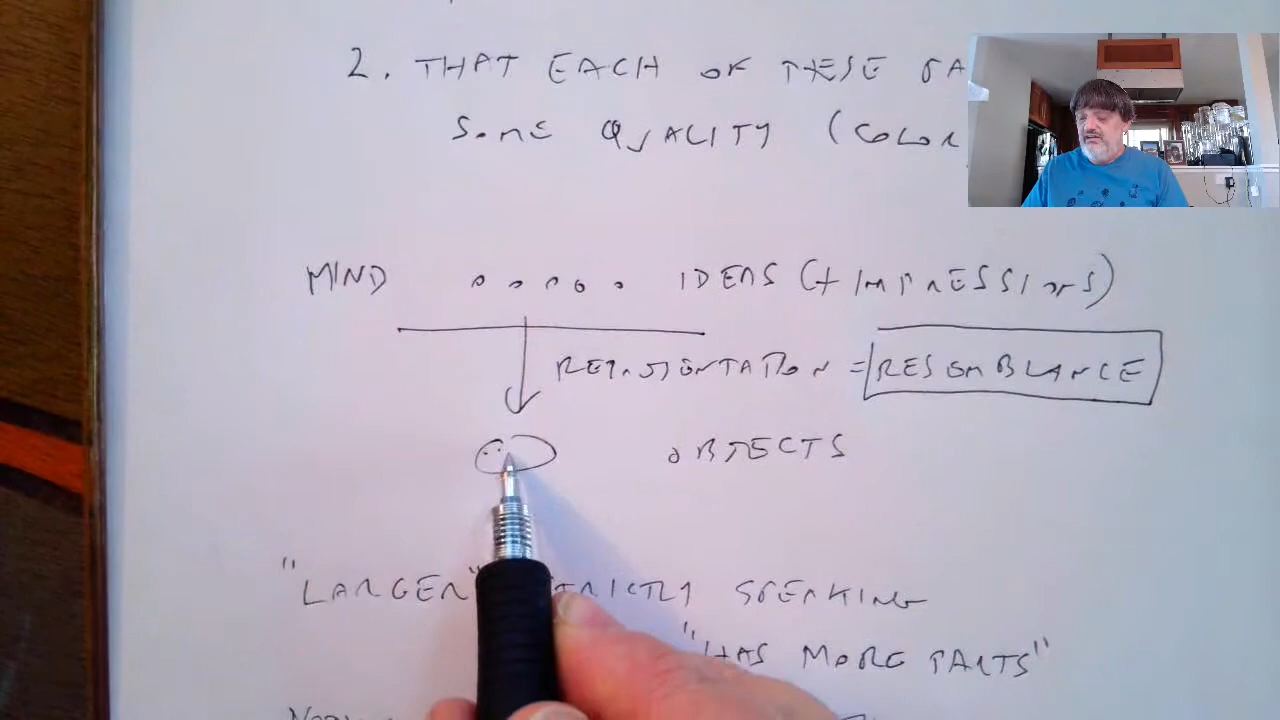 2. THAT EACH OF THESE PA
SOME QUALITY (COLOR
MIND IDEAS (+ IMPRESSIONS)
REPRESENTATION = RESEMBLANCE
OBJECTS
"LARGER" STRICTLY SPEAKING
"HAS MORE PARTS"